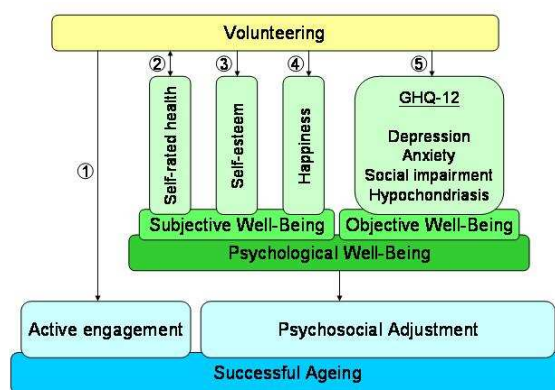 Volunteering
①
②
③
④
⑤
Self-rated health
Self-esteem
Happiness
GHQ-12
Depression
Anxiety
Social impairment
Hypochondriasis
Subjective Well-Being
Objective Well-Being
Psychological Well-Being
Active engagement
Psychosocial Adjustment
Successful Ageing